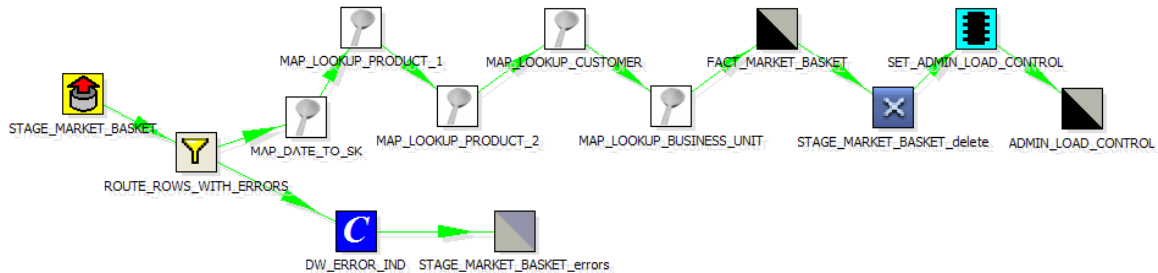 MAP_LOOKUP_PRODUCT_1
MAP_LOOKUP_CUSTOMER
FACT_MARKET_BASKET
SET_ADMIN_LOAD_CONTROL
STAGE_MARKET_BASKET
MAP_DATE_TO_SK
MAP_LOOKUP_PRODUCT_2
MAP_LOOKUP_BUSINESS_UNIT
STAGE_MARKET_BASKET_delete
ADMIN_LOAD_CONTROL
ROUTE_ROWS_WITH_ERRORS
C
DW_ERROR_IND
STAGE_MARKET_BASKET_errors